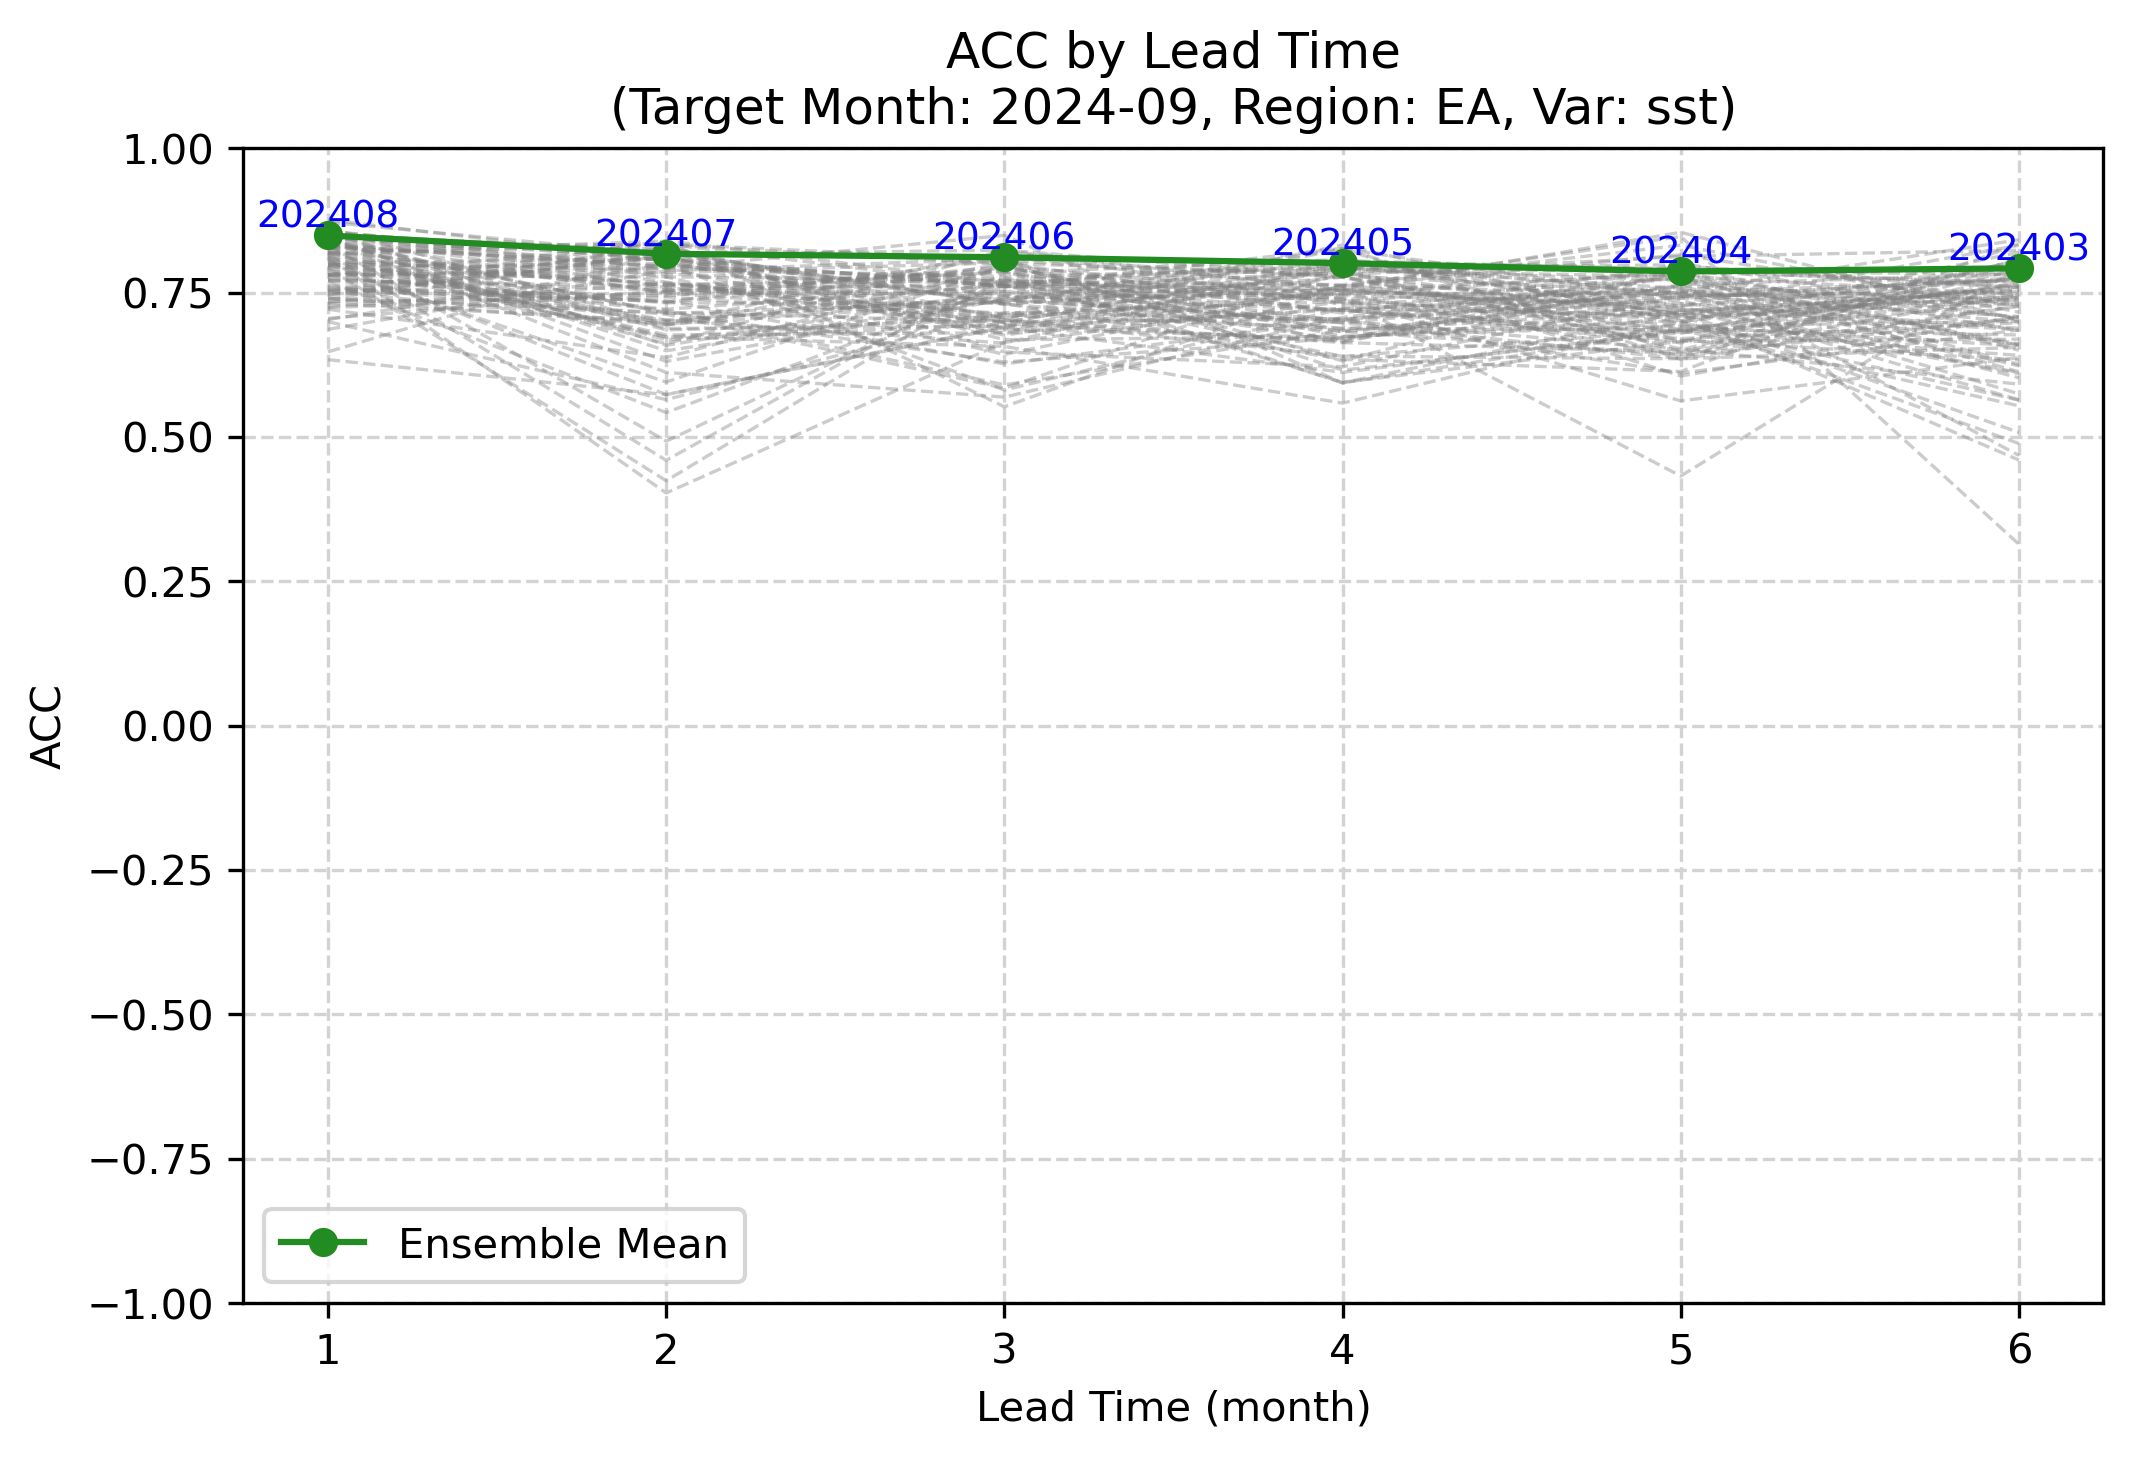 ACC by Lead Time
(Target Month: 2024-09, Region: EA, Var: sst)
1.00
0.75
0.50
0.25
0.00
−0.25
−0.50
−0.75
−1.00
ACC
202408
202407
202406
202405
202404
202403
Ensemble Mean
1 2 3 4 5 6
Lead Time (month)